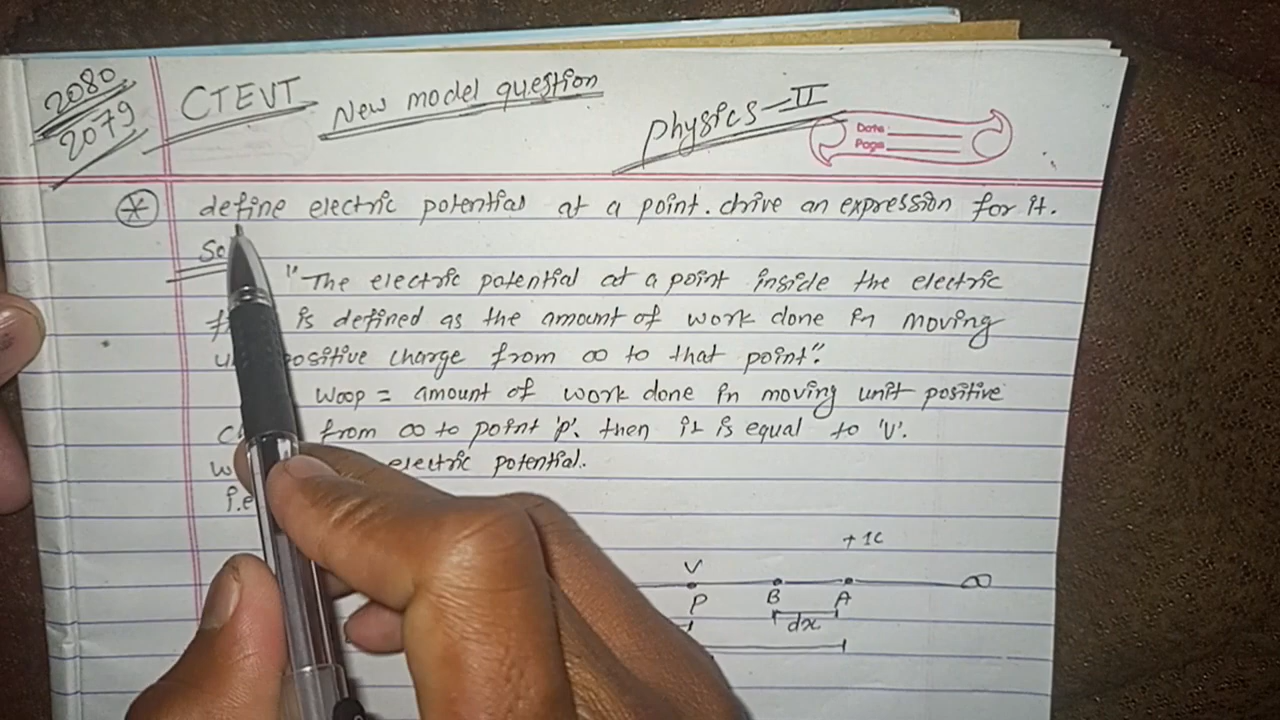 2080
2079
CTEVT
New model question
Physics-II
Date
Page
define electric potential at a point. drive an expression for it.
"The electric potential at a point inside the electric
is defined as the amount of work done in moving
positive charge from ∞ to that point".
W∞p = amount of work done in moving unit positive
from ∞ to point 'p'. then it is equal to 'V'.
electric potential.
i.e
+1C
V
∞
P
B
A
dx